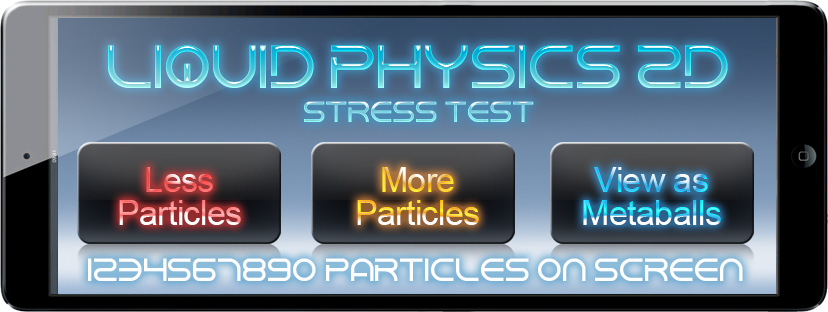 LIQUID PHYSICS 2D
STRESS TEST
Less
Particles
More
Particles
View as
Metaballs
1234567890 PARTICLES ON SCREEN